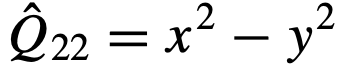 Q̂₂₂ = x² − y²